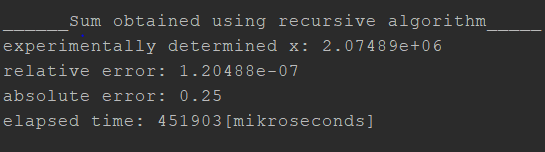 ______Sum obtained using recursive algorithm_____
experimentally determined x: 2.07489e+06
relative error: 1.20488e-07
absolute error: 0.25
elapsed time: 451903[mikroseconds]